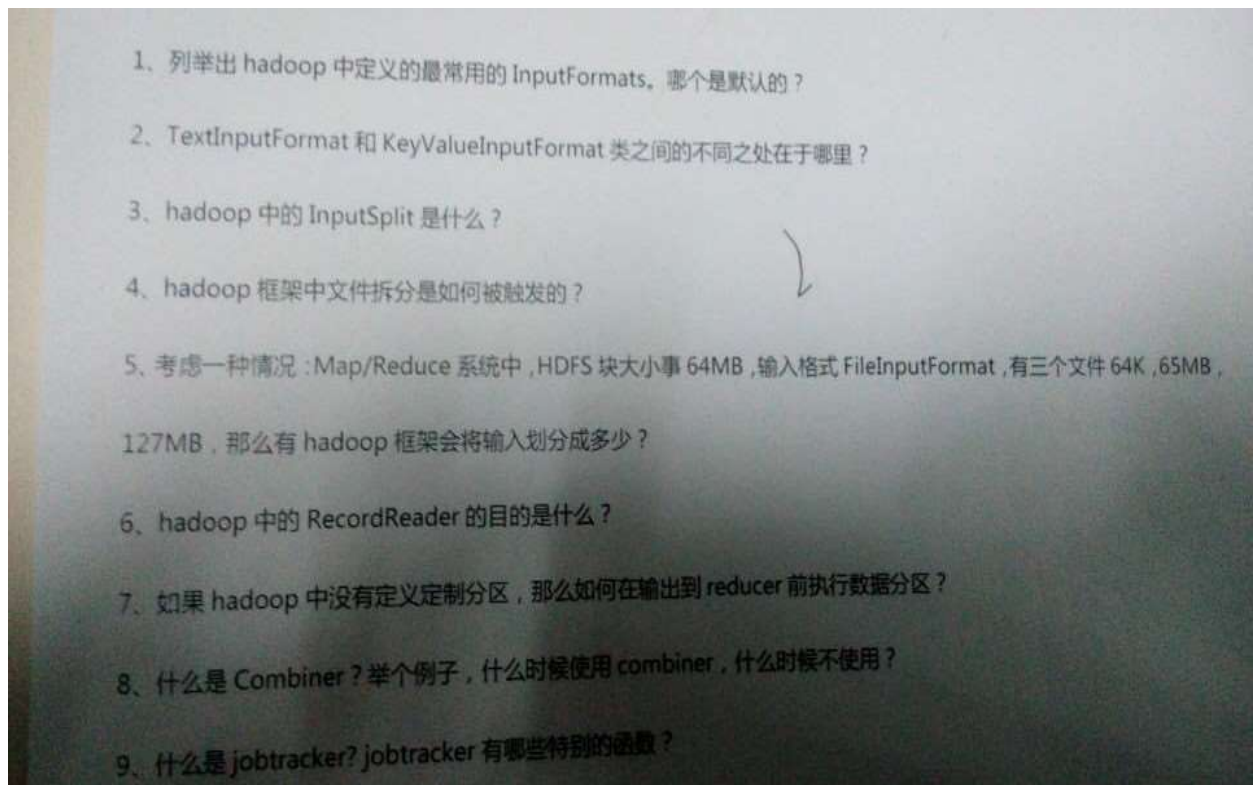 1、列举出 hadoop 中定义的最常用的 InputFormats。哪个是默认的？
2、TextInputFormat 和 KeyValueInputFormat 类之间的不同之处在于哪里？
3、hadoop 中的 InputSplit 是什么？
4、hadoop 框架中文件拆分是如何被触发的？
5、考虑一种情况：Map/Reduce 系统中，HDFS 块大小事 64MB，输入格式 FileInputFormat，有三个文件 64K，65MB，
127MB，那么有 hadoop 框架会将输入划分成多少？
6、hadoop 中的 RecordReader 的目的是什么？
7、如果 hadoop 中没有定义定制分区，那么如何在输出到 reducer 前执行数据分区？
8、什么是 Combiner？举个例子，什么时候使用 combiner，什么时候不使用？
9、什么是 jobtracker? jobtracker 有哪些特别的函数？